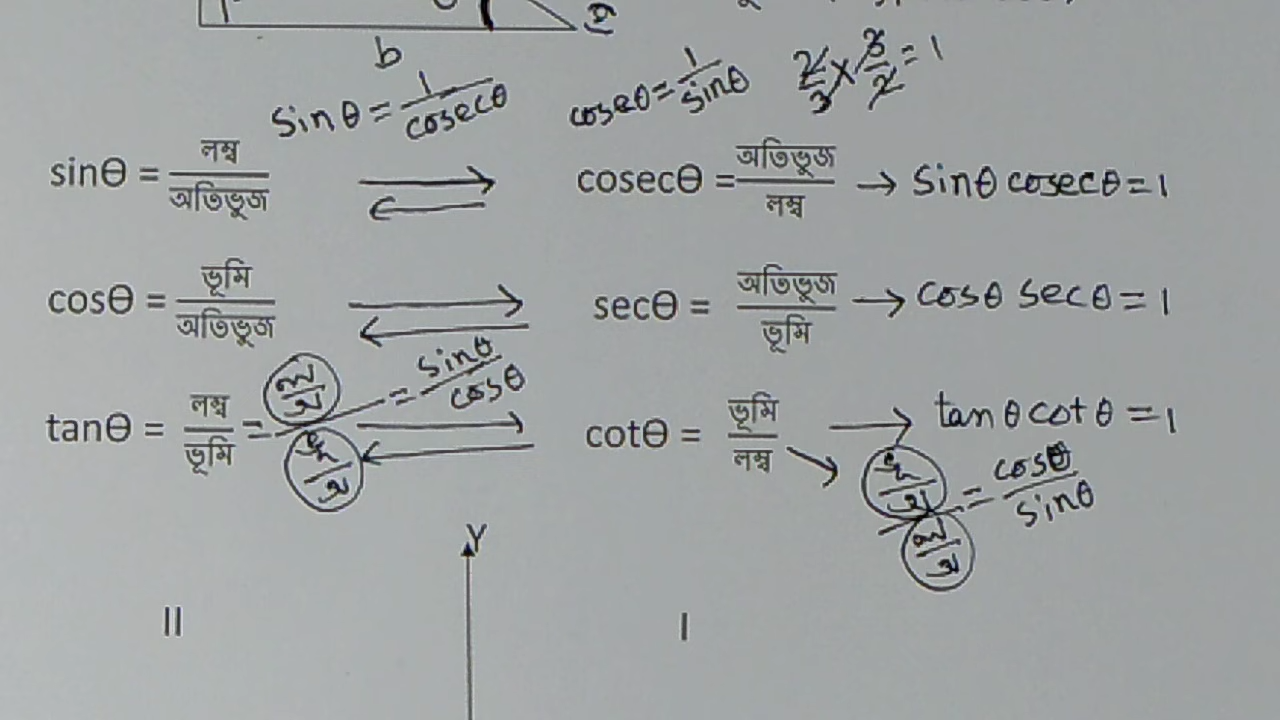 b
sinθ = 1/cosecθ cosecθ = 1/sinθ 2/3 × 3/2 = 1
sinθ = লম্ব/অতিভুজ cosecθ = অতিভুজ/লম্ব → sinθ cosecθ = 1
cosθ = ভূমি/অতিভুজ secθ = অতিভুজ/ভূমি → cosθ secθ = 1
tanθ = লম্ব/ভূমি = ল/অ / ভূ/অ = sinθ/cosθ cotθ = ভূমি/লম্ব → tanθ cotθ = 1
ভূ/অ / ল/অ = cosθ/sinθ
Y
II I